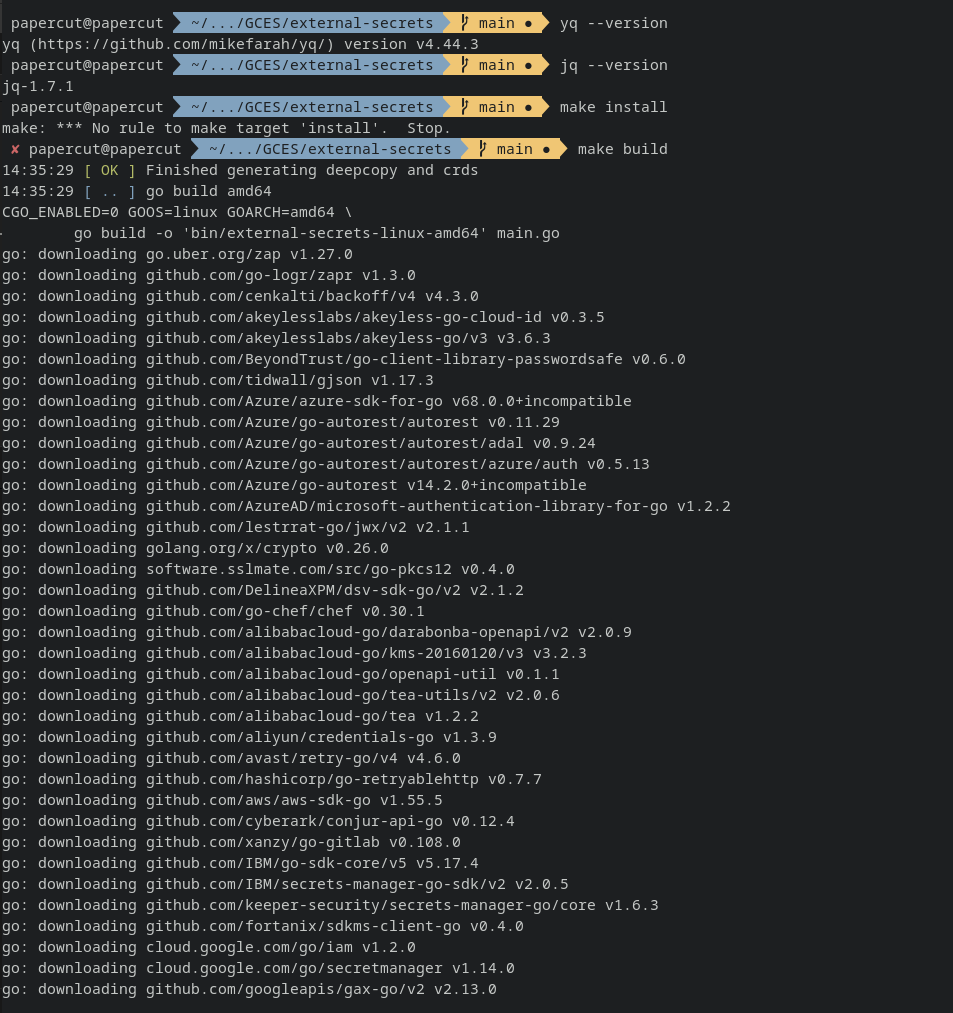 papercut@papercut ~/.../GCES/external-secrets main ● yq --version
yq (https://github.com/mikefarah/yq/) version v4.44.3
papercut@papercut ~/.../GCES/external-secrets main ● jq --version
jq-1.7.1
papercut@papercut ~/.../GCES/external-secrets main ● make install
make: *** No rule to make target 'install'.  Stop.
✘ papercut@papercut ~/.../GCES/external-secrets main ● make build
14:35:29 [ OK ] Finished generating deepcopy and crds
14:35:29 [ .. ] go build amd64
CGO_ENABLED=0 GOOS=linux GOARCH=amd64 \
        go build -o 'bin/external-secrets-linux-amd64' main.go
go: downloading go.uber.org/zap v1.27.0
go: downloading github.com/go-logr/zapr v1.3.0
go: downloading github.com/cenkalti/backoff/v4 v4.3.0
go: downloading github.com/akeylesslabs/akeyless-go-cloud-id v0.3.5
go: downloading github.com/akeylesslabs/akeyless-go/v3 v3.6.3
go: downloading github.com/BeyondTrust/go-client-library-passwordsafe v0.6.0
go: downloading github.com/tidwall/gjson v1.17.3
go: downloading github.com/Azure/azure-sdk-for-go v68.0.0+incompatible
go: downloading github.com/Azure/go-autorest/autorest v0.11.29
go: downloading github.com/Azure/go-autorest/autorest/adal v0.9.24
go: downloading github.com/Azure/go-autorest/autorest/azure/auth v0.5.13
go: downloading github.com/Azure/go-autorest v14.2.0+incompatible
go: downloading github.com/AzureAD/microsoft-authentication-library-for-go v1.2.2
go: downloading github.com/lestrrat-go/jwx/v2 v2.1.1
go: downloading golang.org/x/crypto v0.26.0
go: downloading software.sslmate.com/src/go-pkcs12 v0.4.0
go: downloading github.com/DelineaXPM/dsv-sdk-go/v2 v2.1.2
go: downloading github.com/go-chef/chef v0.30.1
go: downloading github.com/alibabacloud-go/darabonba-openapi/v2 v2.0.9
go: downloading github.com/alibabacloud-go/kms-20160120/v3 v3.2.3
go: downloading github.com/alibabacloud-go/openapi-util v0.1.1
go: downloading github.com/alibabacloud-go/tea-utils/v2 v2.0.6
go: downloading github.com/alibabacloud-go/tea v1.2.2
go: downloading github.com/aliyun/credentials-go v1.3.9
go: downloading github.com/avast/retry-go/v4 v4.6.0
go: downloading github.com/hashicorp/go-retryablehttp v0.7.7
go: downloading github.com/aws/aws-sdk-go v1.55.5
go: downloading github.com/cyberark/conjur-api-go v0.12.4
go: downloading github.com/xanzy/go-gitlab v0.108.0
go: downloading github.com/IBM/go-sdk-core/v5 v5.17.4
go: downloading github.com/IBM/secrets-manager-go-sdk/v2 v2.0.5
go: downloading github.com/keeper-security/secrets-manager-go/core v1.6.3
go: downloading github.com/fortanix/sdkms-client-go v0.4.0
go: downloading cloud.google.com/go/iam v1.2.0
go: downloading cloud.google.com/go/secretmanager v1.14.0
go: downloading github.com/googleapis/gax-go/v2 v2.13.0